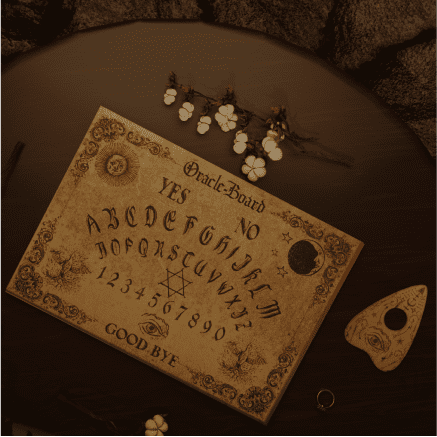 Oracle-Board
YES
NO
ABCDEFGHIJKLM
NOPQRSTUVWXYZ
1234567890
GOOD BYE